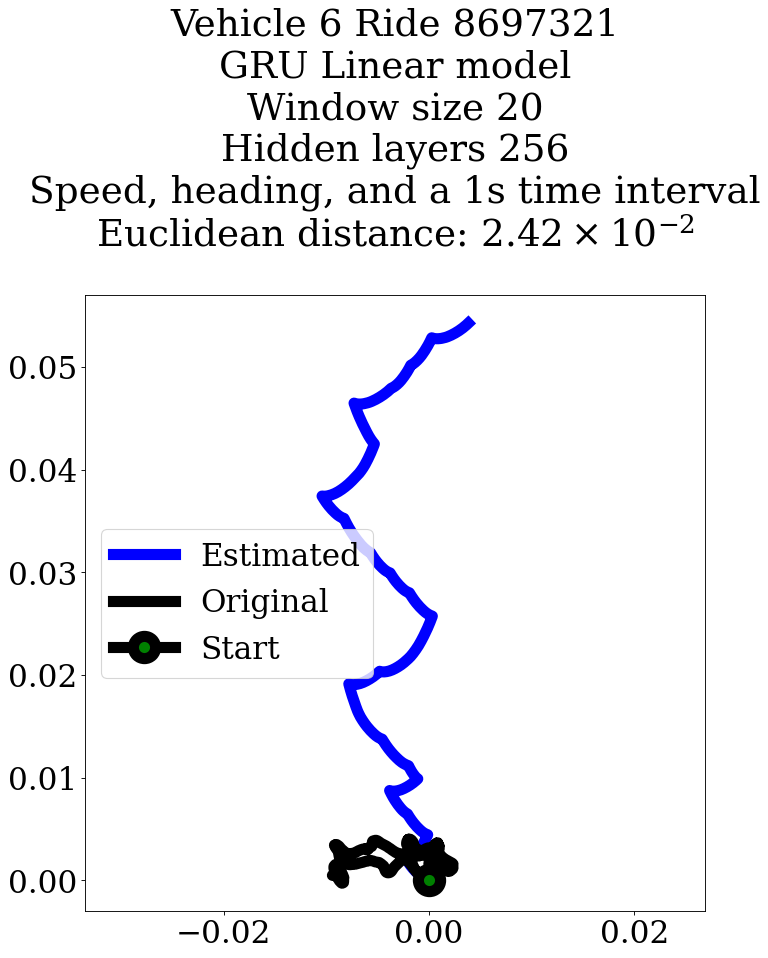 Vehicle 6 Ride 8697321
GRU Linear model
Window size 20
Hidden layers 256
Speed, heading, and a 1s time interval
Euclidean distance: 2.42 × 10⁻²
0.05
0.04
0.03
0.02
0.01
0.00
Estimated
Original
Start
−0.02
0.00
0.02